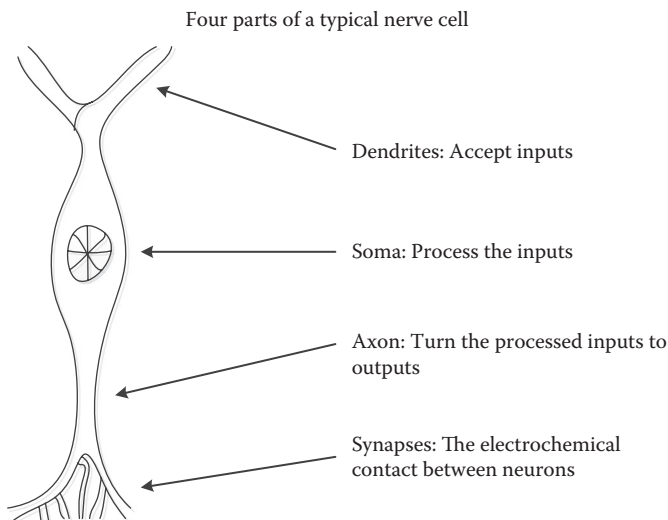 Four parts of a typical nerve cell
Dendrites: Accept inputs
Soma: Process the inputs
Axon: Turn the processed inputs to
outputs
Synapses: The electrochemical
contact between neurons